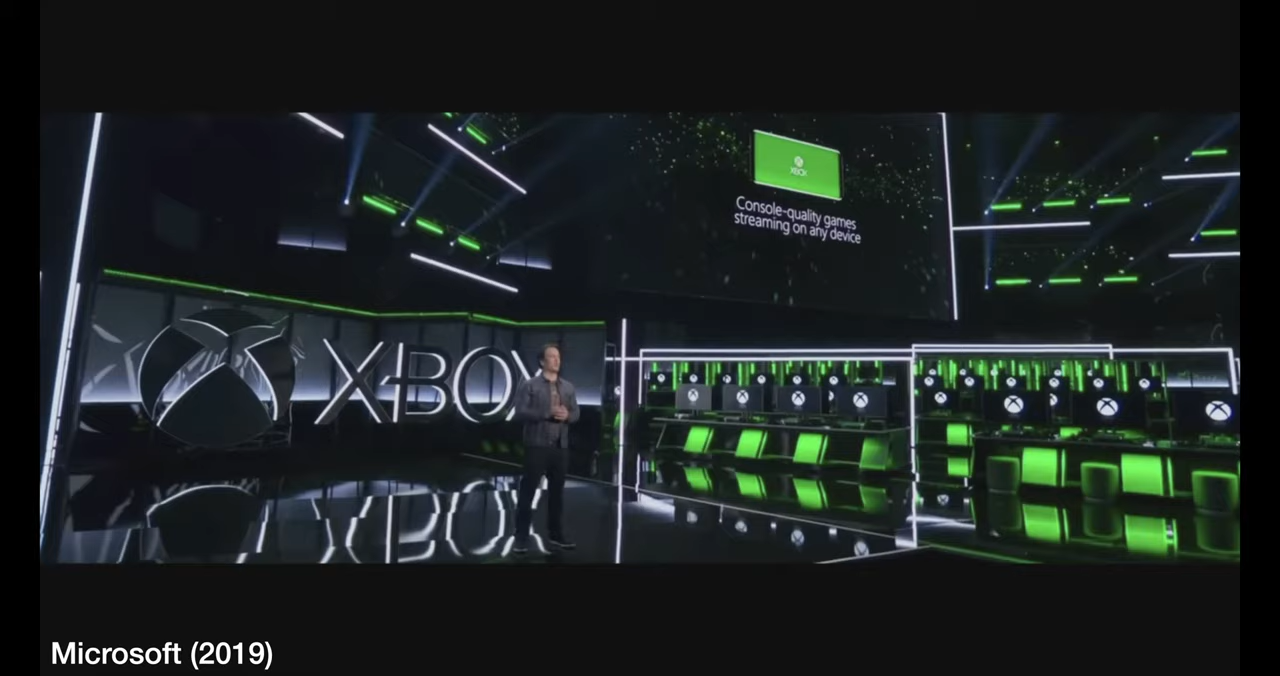 XBOX
Console-quality games
streaming on any device
XBOX
Microsoft (2019)